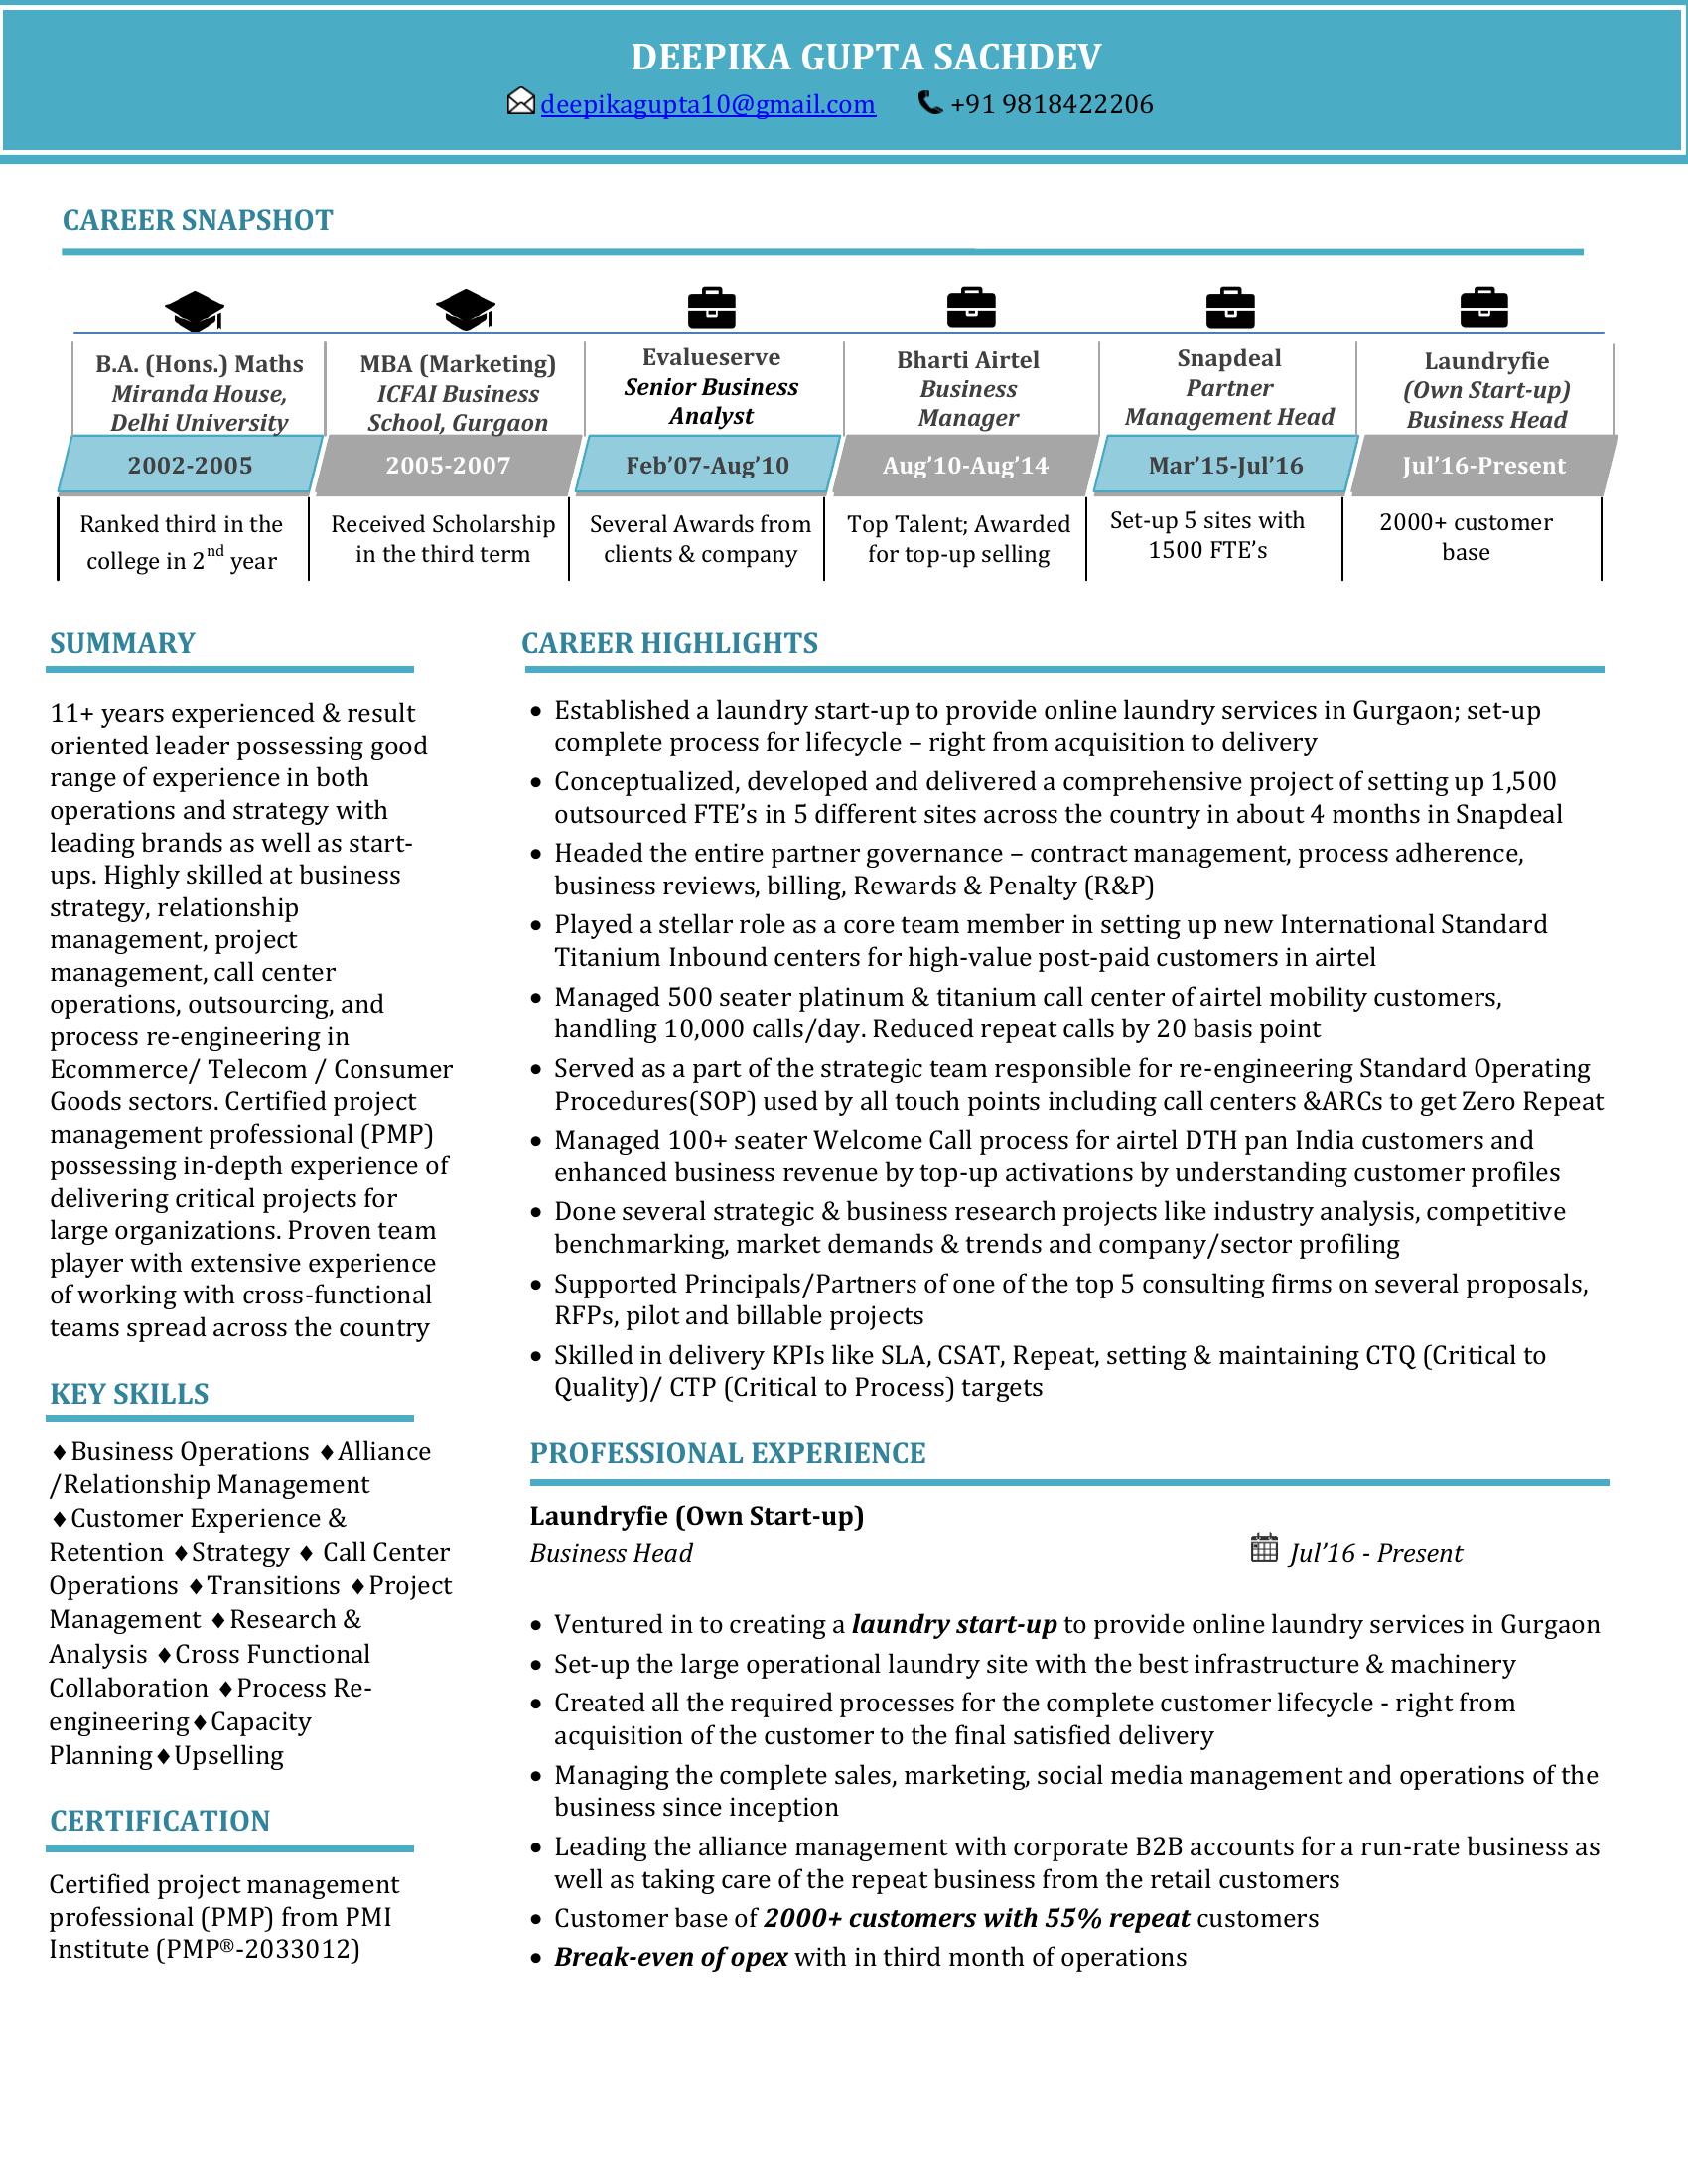 DEEPIKA GUPTA SACHDEV
deepikagupta10@gmail.com +91 9818422206
CAREER SNAPSHOT
B.A. (Hons.) Maths
Miranda House,
Delhi University
2002-2005
Ranked third in the
college in 2nd year
MBA (Marketing)
ICFAI Business
School, Gurgaon
2005-2007
Received Scholarship
in the third term
Evalueserve
Senior Business
Analyst
Feb’07-Aug’10
Several Awards from
clients & company
Bharti Airtel
Business
Manager
Aug’10-Aug’14
Top Talent; Awarded
for top-up selling
Snapdeal
Partner
Management Head
Mar’15-Jul’16
Set-up 5 sites with
1500 FTE’s
Laundryfie
(Own Start-up)
Business Head
Jul’16-Present
2000+ customer
base
SUMMARY
11+ years experienced & result
oriented leader possessing good
range of experience in both
operations and strategy with
leading brands as well as start-
ups. Highly skilled at business
strategy, relationship
management, project
management, call center
operations, outsourcing, and
process re-engineering in
Ecommerce/ Telecom / Consumer
Goods sectors. Certified project
management professional (PMP)
possessing in-depth experience of
delivering critical projects for
large organizations. Proven team
player with extensive experience
of working with cross-functional
teams spread across the country
KEY SKILLS
♦Business Operations ♦Alliance
/Relationship Management
♦Customer Experience &
Retention ♦Strategy ♦ Call Center
Operations ♦Transitions ♦Project
Management ♦Research &
Analysis ♦Cross Functional
Collaboration ♦Process Re-
engineering♦Capacity
Planning♦Upselling
CERTIFICATION
Certified project management
professional (PMP) from PMI
Institute (PMP®-2033012)
CAREER HIGHLIGHTS
• Established a laundry start-up to provide online laundry services in Gurgaon; set-up
complete process for lifecycle – right from acquisition to delivery
• Conceptualized, developed and delivered a comprehensive project of setting up 1,500
outsourced FTE’s in 5 different sites across the country in about 4 months in Snapdeal
• Headed the entire partner governance – contract management, process adherence,
business reviews, billing, Rewards & Penalty (R&P)
• Played a stellar role as a core team member in setting up new International Standard
Titanium Inbound centers for high-value post-paid customers in airtel
• Managed 500 seater platinum & titanium call center of airtel mobility customers,
handling 10,000 calls/day. Reduced repeat calls by 20 basis point
• Served as a part of the strategic team responsible for re-engineering Standard Operating
Procedures(SOP) used by all touch points including call centers &ARCs to get Zero Repeat
• Managed 100+ seater Welcome Call process for airtel DTH pan India customers and
enhanced business revenue by top-up activations by understanding customer profiles
• Done several strategic & business research projects like industry analysis, competitive
benchmarking, market demands & trends and company/sector profiling
• Supported Principals/Partners of one of the top 5 consulting firms on several proposals,
RFPs, pilot and billable projects
• Skilled in delivery KPIs like SLA, CSAT, Repeat, setting & maintaining CTQ (Critical to
Quality)/ CTP (Critical to Process) targets
PROFESSIONAL EXPERIENCE
Laundryfie (Own Start-up)
Business Head Jul’16 - Present
• Ventured in to creating a laundry start-up to provide online laundry services in Gurgaon
• Set-up the large operational laundry site with the best infrastructure & machinery
• Created all the required processes for the complete customer lifecycle - right from
acquisition of the customer to the final satisfied delivery
• Managing the complete sales, marketing, social media management and operations of the
business since inception
• Leading the alliance management with corporate B2B accounts for a run-rate business as
well as taking care of the repeat business from the retail customers
• Customer base of 2000+ customers with 55% repeat customers
• Break-even of opex with in third month of operations